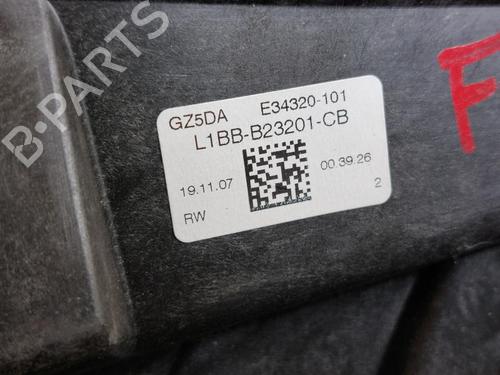 B-PARTS
GZ5DA E34320-101
L1BB-B23201-CB
19.11.07 00:39.26
RW 2
F